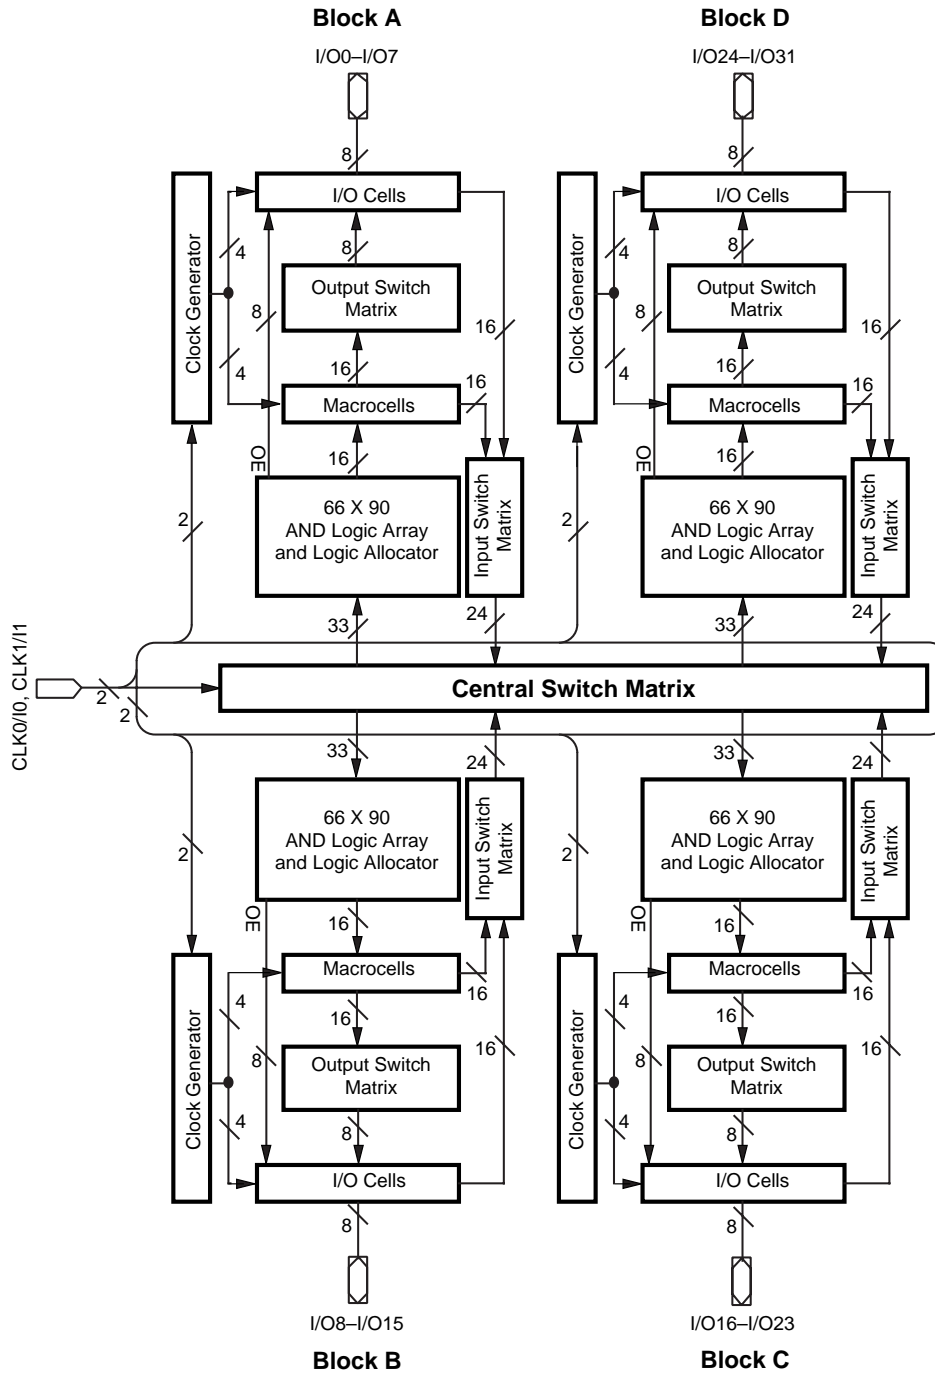 Block A
Block D
I/O0–I/O7
I/O24–I/O31
8
8
I/O Cells
I/O Cells
4
8
4
8
Clock Generator
Output Switch
Matrix
Clock Generator
Output Switch
Matrix
8
16
8
16
4
16
16
4
16
16
Macrocells
Macrocells
OE
16
OE
16
66 X 90
AND Logic Array
and Logic Allocator
Input Switch
Matrix
66 X 90
AND Logic Array
and Logic Allocator
Input Switch
Matrix
2
2
33
24
33
24
CLK0/I0, CLK1/I1
2
2
Central Switch Matrix
33
24
33
24
66 X 90
AND Logic Array
and Logic Allocator
Input Switch
Matrix
66 X 90
AND Logic Array
and Logic Allocator
Input Switch
Matrix
2
2
OE
16
OE
16
Macrocells
Macrocells
16
16
Clock Generator
4
16
Clock Generator
4
16
8
16
8
16
Output Switch
Matrix
Output Switch
Matrix
4
8
4
8
I/O Cells
I/O Cells
8
8
I/O8–I/O15
I/O16–I/O23
Block B
Block C